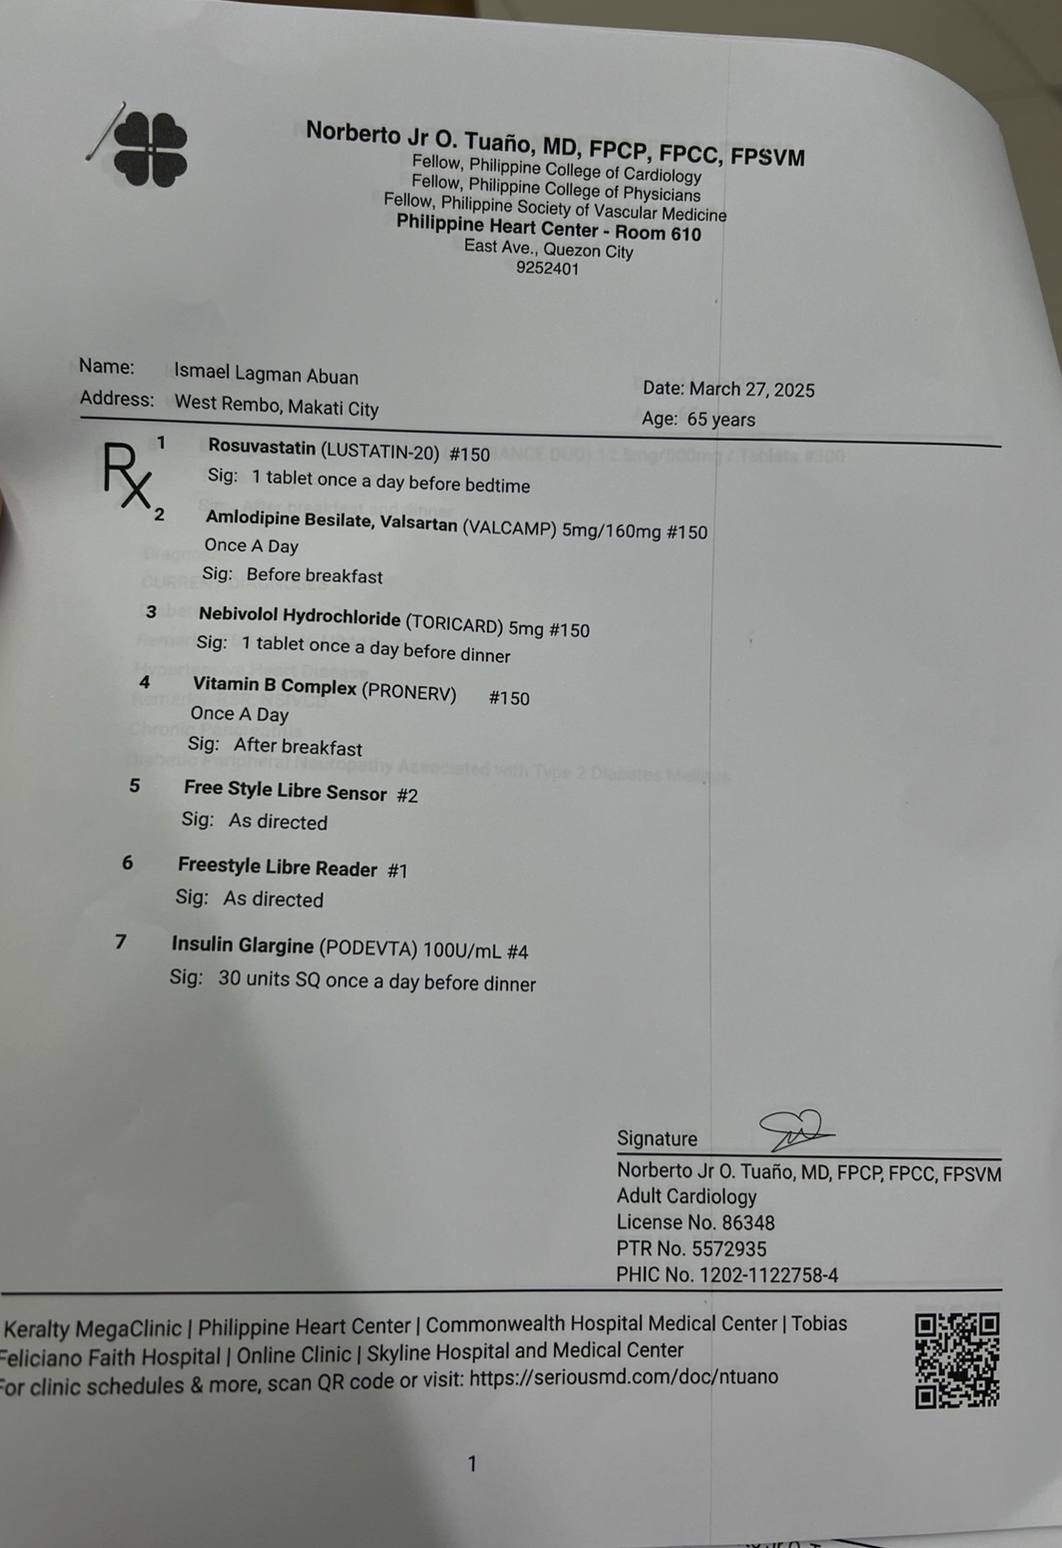 Norberto Jr O. Tuaño, MD, FPCP, FPCC, FPSVM
Fellow, Philippine College of Cardiology
Fellow, Philippine College of Physicians
Fellow, Philippine Society of Vascular Medicine
Philippine Heart Center - Room 610
East Ave., Quezon City
9252401
Name: Ismael Lagman Abuan
Date: March 27, 2025
Address: West Rembo, Makati City
Age: 65 years
Rx
1 Rosuvastatin (LUSTATIN-20) #150
Sig: 1 tablet once a day before bedtime
2 Amlodipine Besilate, Valsartan (VALCAMP) 5mg/160mg #150
Once A Day
Sig: Before breakfast
3 Nebivolol Hydrochloride (TORICARD) 5mg #150
Sig: 1 tablet once a day before dinner
4 Vitamin B Complex (PRONERV) #150
Once A Day
Sig: After breakfast
5 Free Style Libre Sensor #2
Sig: As directed
6 Freestyle Libre Reader #1
Sig: As directed
7 Insulin Glargine (PODEVTA) 100U/mL #4
Sig: 30 units SQ once a day before dinner
Signature
Norberto Jr O. Tuaño, MD, FPCP, FPCC, FPSVM
Adult Cardiology
License No. 86348
PTR No. 5572935
PHIC No. 1202-1122758-4
Keralty MegaClinic | Philippine Heart Center | Commonwealth Hospital Medical Center | Tobias
Feliciano Faith Hospital | Online Clinic | Skyline Hospital and Medical Center
For clinic schedules & more, scan QR code or visit: https://seriousmd.com/doc/ntuano
1